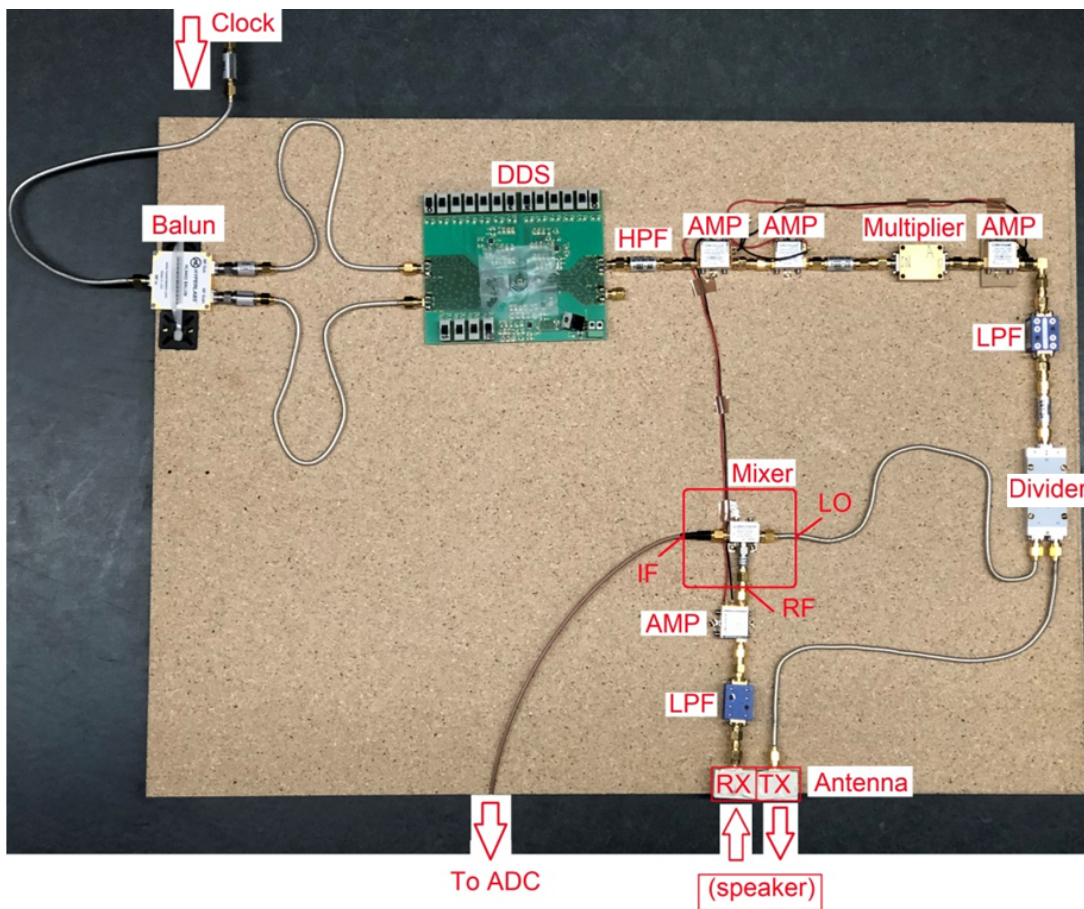 Clock
DDS
Balun
HPF
AMP
AMP
Multiplier
AMP
LPF
Mixer
LO
Divider
IF
RF
AMP
LPF
RX
TX
Antenna
To ADC
(speaker)